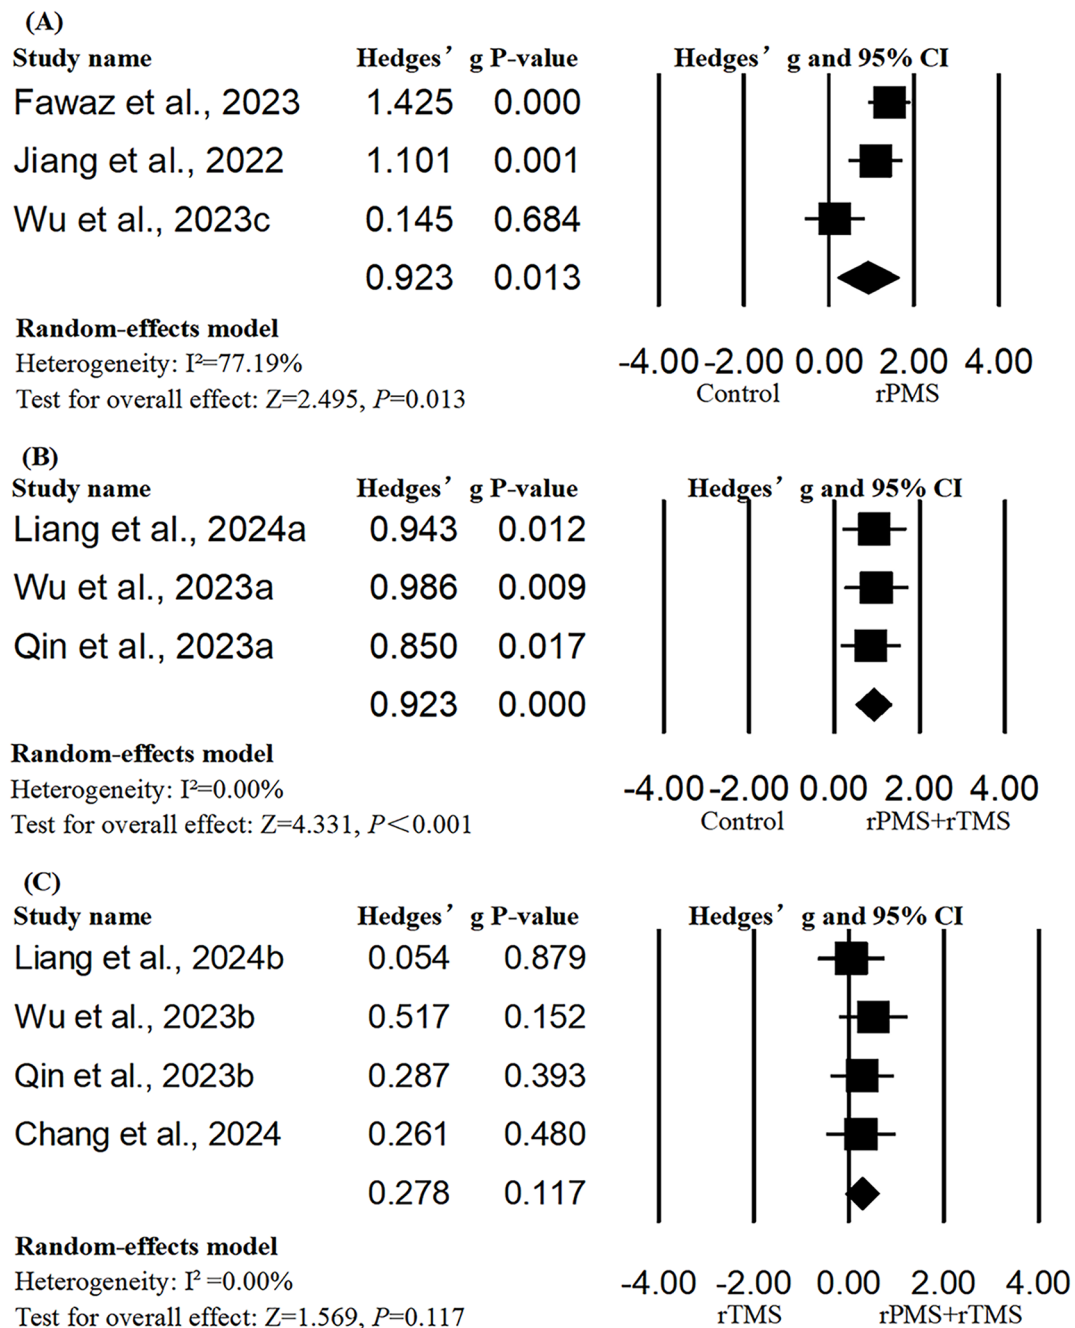 (A)
Study name Hedges’ g P-value Hedges’ g and 95% CI
Fawaz et al., 2023 1.425 0.000
Jiang et al., 2022 1.101 0.001
Wu et al., 2023c 0.145 0.684
0.923 0.013
Random-effects model
Heterogeneity: I²=77.19%
-4.00 -2.00 0.00 2.00 4.00
Test for overall effect: Z=2.495, P=0.013
Control rPMS
(B)
Study name Hedges’ g P-value Hedges’ g and 95% CI
Liang et al., 2024a 0.943 0.012
Wu et al., 2023a 0.986 0.009
Qin et al., 2023a 0.850 0.017
0.923 0.000
Random-effects model
Heterogeneity: I²=0.00%
-4.00 -2.00 0.00 2.00 4.00
Test for overall effect: Z=4.331, P＜0.001
Control rPMS+rTMS
(C)
Study name Hedges’ g P-value Hedges’ g and 95% CI
Liang et al., 2024b 0.054 0.879
Wu et al., 2023b 0.517 0.152
Qin et al., 2023b 0.287 0.393
Chang et al., 2024 0.261 0.480
0.278 0.117
Random-effects model
Heterogeneity: I² =0.00%
-4.00 -2.00 0.00 2.00 4.00
Test for overall effect: Z=1.569, P=0.117
rTMS rPMS+rTMS